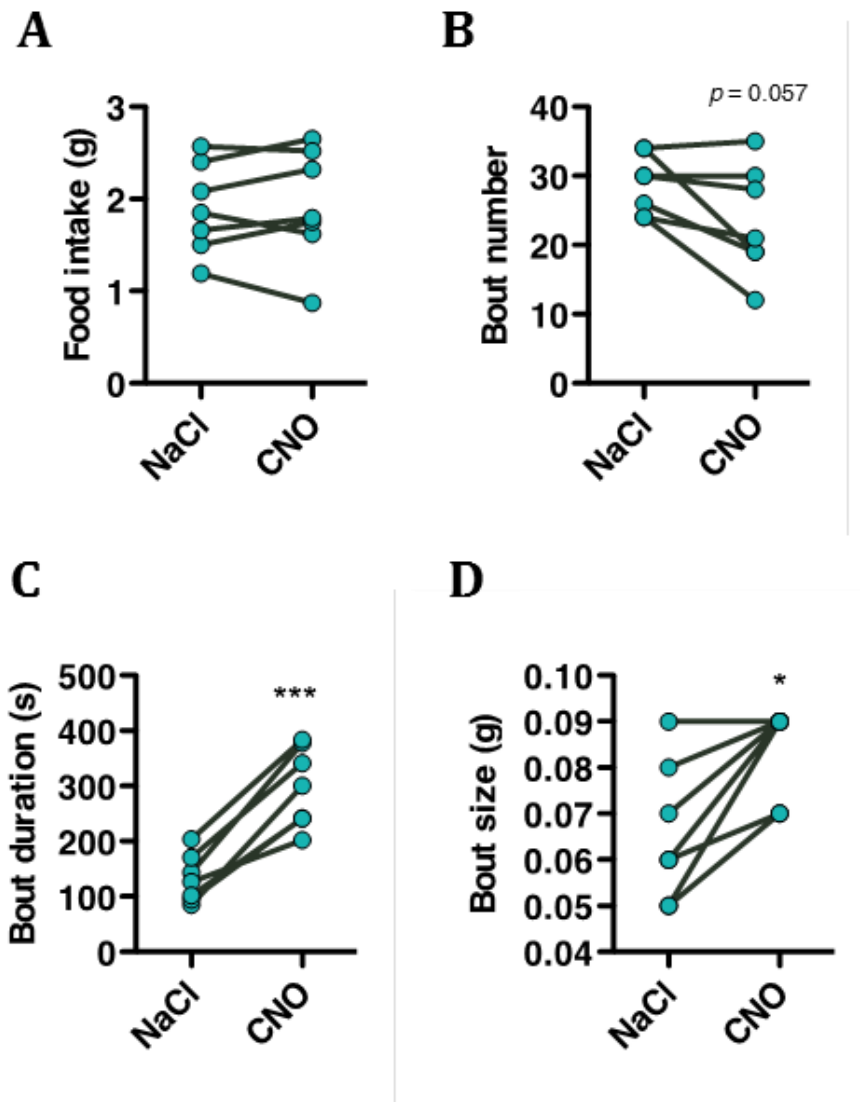 A
Food intake (g)
3
2
1
0
NaCl
CNO
B
p = 0.057
Bout number
40
30
20
10
0
NaCl
CNO
C
***
Bout duration (s)
500
400
300
200
100
0
NaCl
CNO
D
*
Bout size (g)
0.10
0.09
0.08
0.07
0.06
0.05
0.04
NaCl
CNO